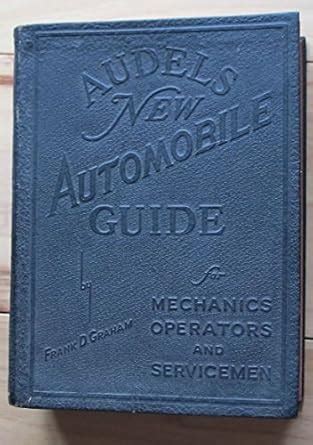 AUDELS
NEW
AUTOMOBILE
GUIDE
by
FRANK D. GRAHAM
for
MECHANICS
OPERATORS
AND
SERVICEMEN